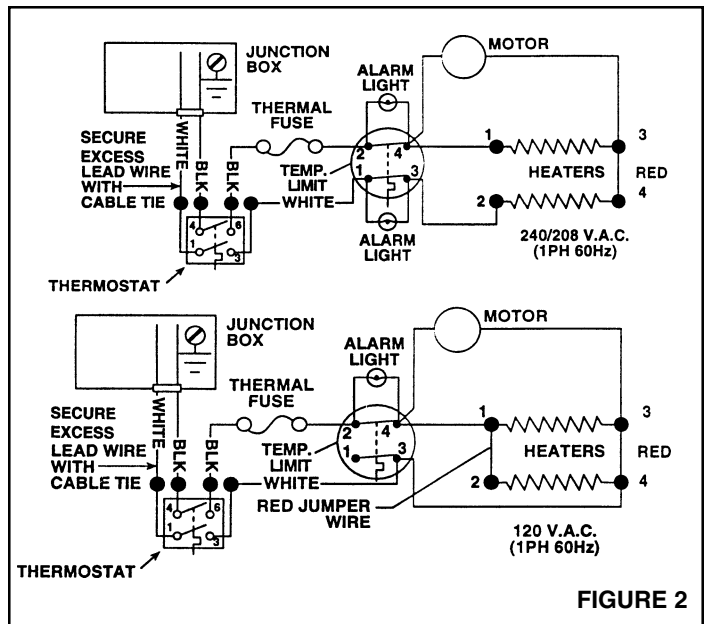 JUNCTION
BOX
MOTOR
ALARM
LIGHT
THERMAL
FUSE
SECURE
EXCESS
LEAD WIRE
WITH
CABLE TIE
WHITE
BLK
BLK
2
4
TEMP.
LIMIT
1
3
WHITE
1
3
HEATERS
RED
2
4
ALARM
LIGHT
4
6
1
3
240/208 V.A.C.
(1PH 60Hz)
THERMOSTAT
JUNCTION
BOX
MOTOR
ALARM
LIGHT
THERMAL
FUSE
SECURE
EXCESS
LEAD WIRE
WITH
CABLE TIE
WHITE
BLK
BLK
2
4
TEMP.
LIMIT
1
3
WHITE
1
3
HEATERS
RED
2
4
RED JUMPER
WIRE
4
6
1
3
120 V.A.C.
(1PH 60Hz)
THERMOSTAT
FIGURE 2